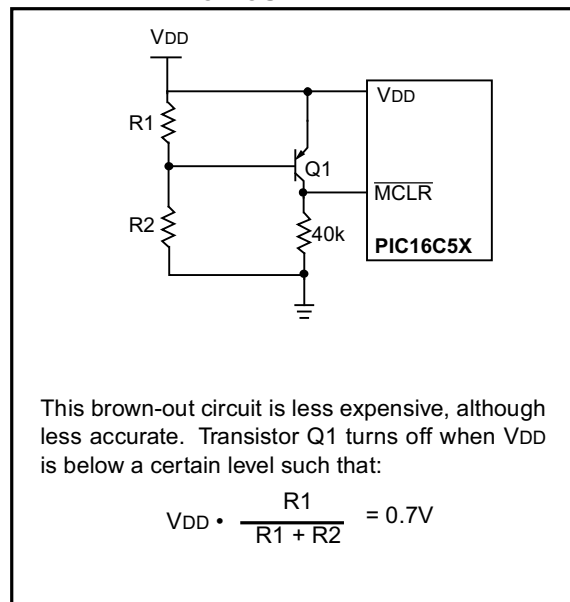 VDD
VDD
R1
Q1
MCLR
R2
40k
PIC16C5X
This brown-out circuit is less expensive, although
less accurate. Transistor Q1 turns off when VDD
is below a certain level such that:
VDD • R1 / R1 + R2 = 0.7V